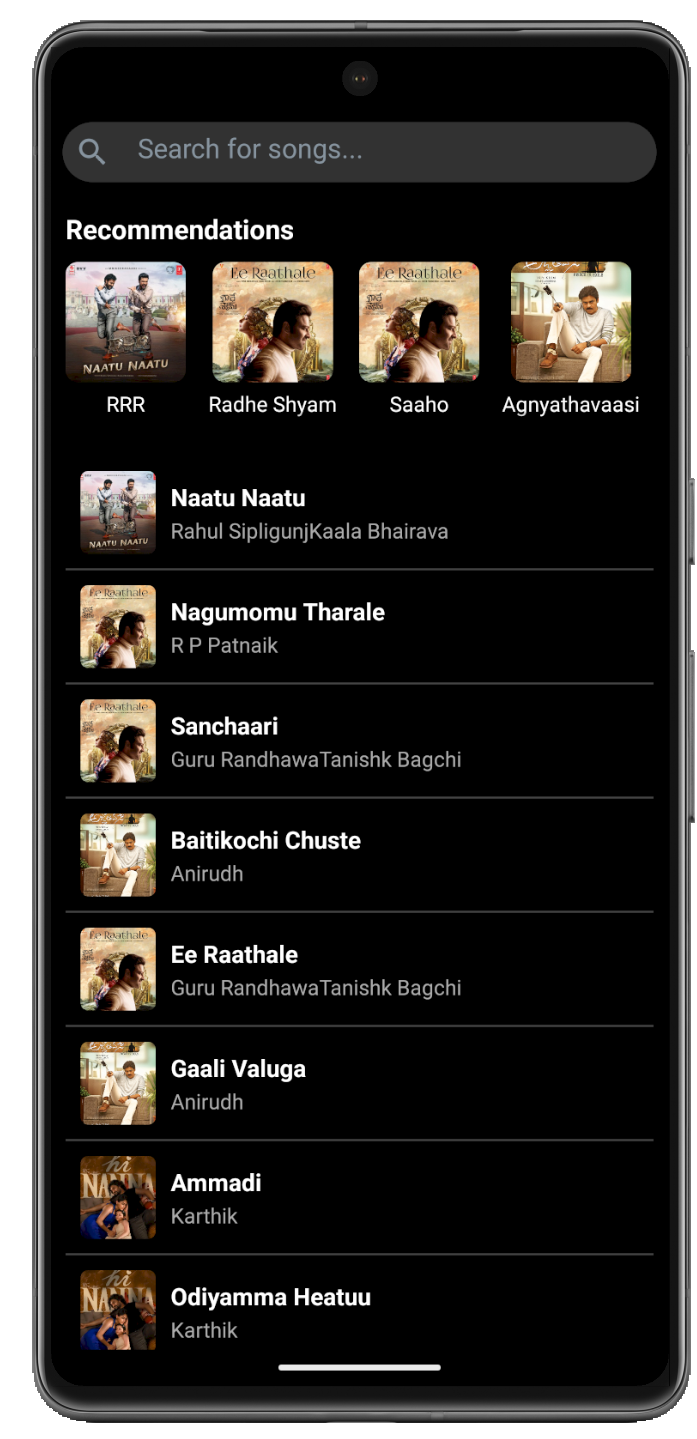 Search for songs...
Recommendations
NAATU NAATU
Ee Raathale
Ee Raathale
RRR
Radhe Shyam
Saaho
Agnyathavaasi
NAATU NAATU
Naatu Naatu
Rahul SipligunjKaala Bhairava
Ee Raathale
Nagumomu Tharale
R P Patnaik
Ee Raathale
Sanchaari
Guru RandhawaTanishk Bagchi
Baitikochi Chuste
Anirudh
Ee Raathale
Ee Raathale
Guru RandhawaTanishk Bagchi
Gaali Valuga
Anirudh
hi
NANNA
Ammadi
Karthik
hi
NANNA
Odiyamma Heatuu
Karthik